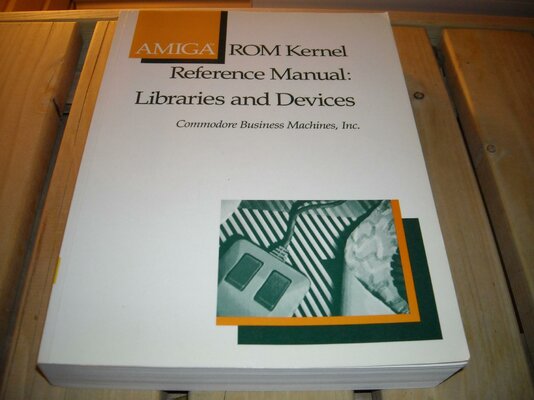 AMIGA ROM Kernel
Reference Manual:
Libraries and Devices
Commodore Business Machines, Inc.